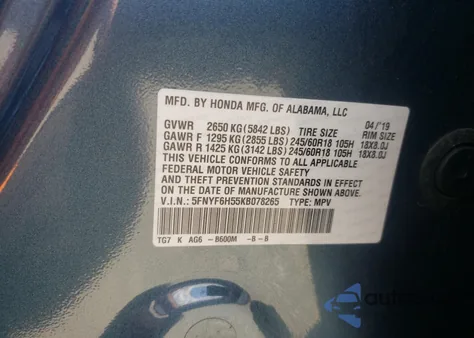 MFD. BY HONDA MFG. OF ALABAMA, LLC 04/'19
GVWR 2650 KG(5842 LBS) TIRE SIZE RIM SIZE
GAWR F 1295 KG(2855 LBS)245/60R18 105H 18X8.0J
GAWR R 1425 KG(3142 LBS)245/60R18 105H 18X8.0J
THIS VEHICLE CONFORMS TO ALL APPLICABLE
FEDERAL MOTOR VEHICLE SAFETY
AND THEFT PREVENTION STANDARDS IN EFFECT ON
THE DATE OF MANUFACTURE SHOWN ABOVE.
V.I.N.: 5FNYF6H55KB078265 TYPE: MPV
TG7 K AG6 -B600M -B-B